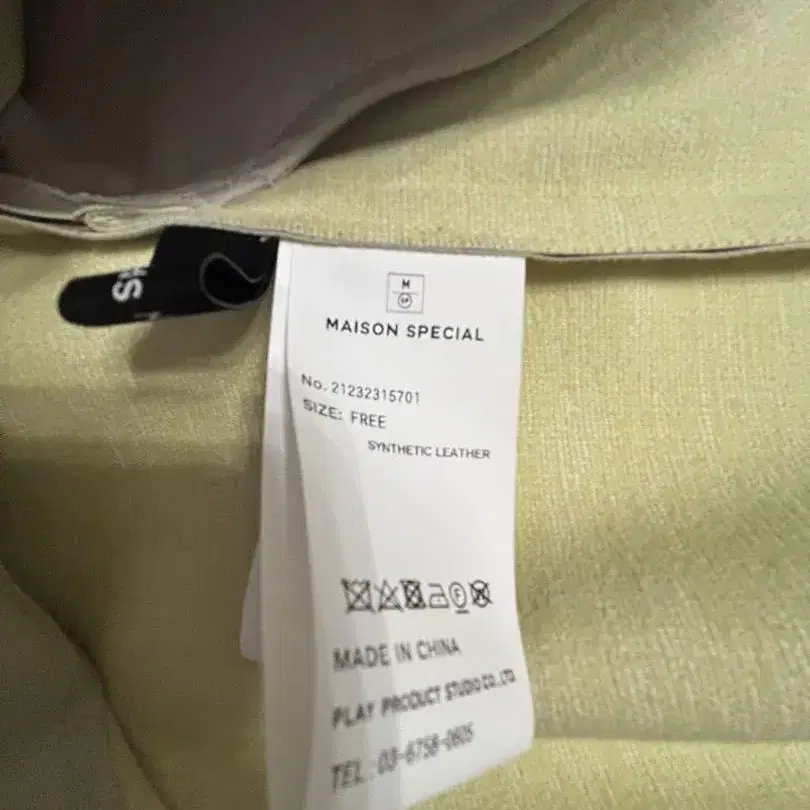 M
SP
MAISON SPECIAL
No. 21232315701
SIZE: FREE
SYNTHETIC LEATHER
MADE IN CHINA
PLAY PRODUCT STUDIO CO.,LTD.
TEL 03-6758-0605